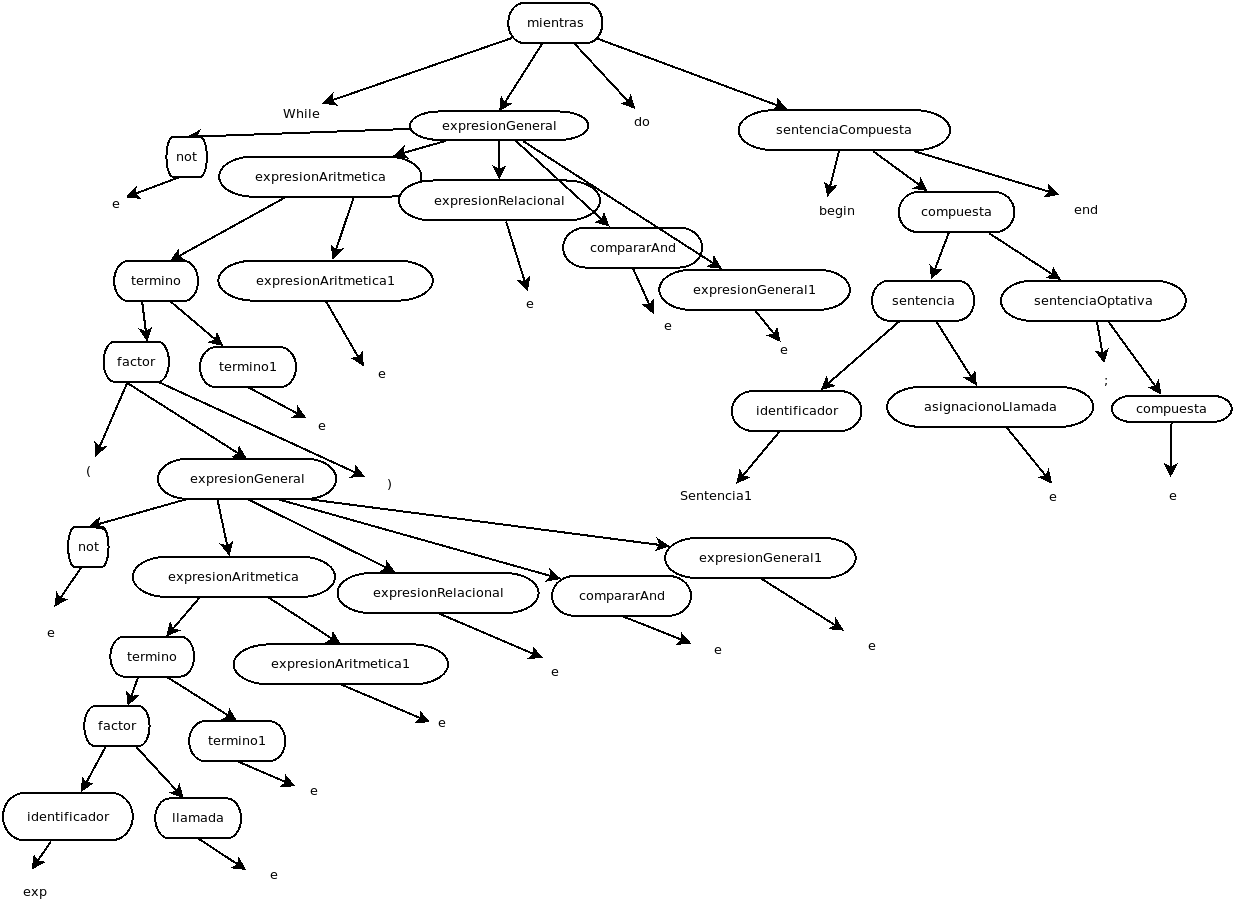 mientras
While
expresionGeneral
do
sentenciaCompuesta
not
expresionAritmetica
expresionRelacional
e
begin
compuesta
end
compararAnd
termino
expresionAritmetica1
expresionGeneral1
sentencia
sentenciaOptativa
e
e
e
factor
termino1
e
;
identificador
asignacionoLlamada
compuesta
e
(
expresionGeneral
)
Sentencia1
e
e
not
expresionGeneral1
expresionAritmetica
expresionRelacional
compararAnd
e
termino
expresionAritmetica1
e
e
e
factor
termino1
e
e
identificador
llamada
e
exp